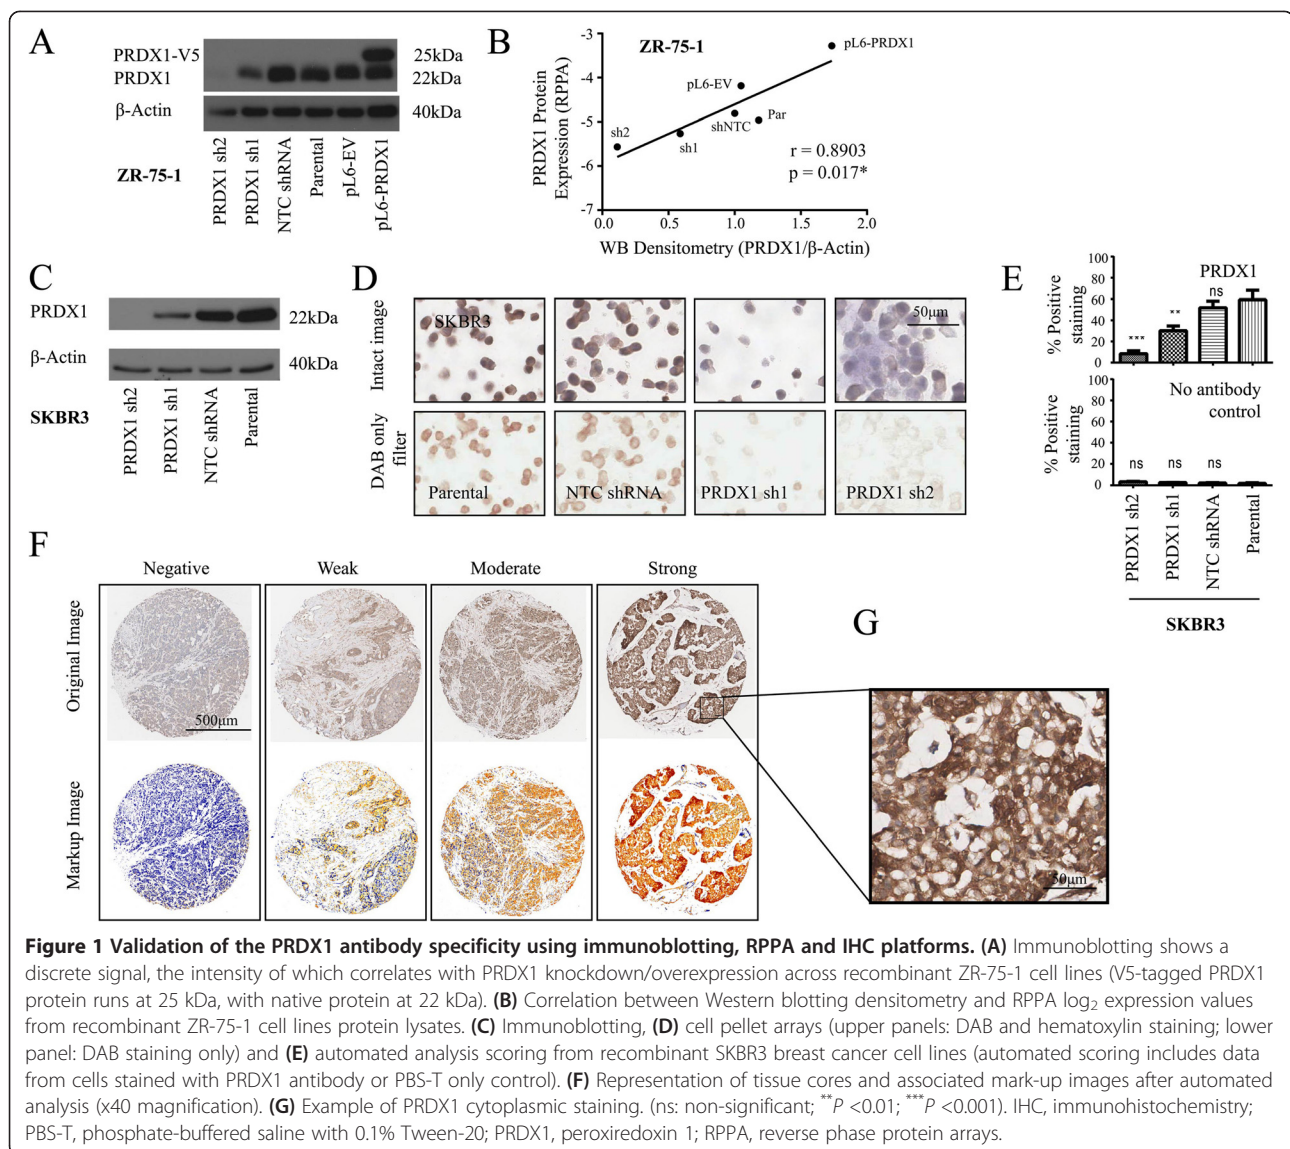 A
PRDX1-V5
PRDX1
β-Actin
25kDa
22kDa
40kDa
ZR-75-1
PRDX1 sh2
PRDX1 sh1
NTC shRNA
Parental
pL6-EV
pL6-PRDX1
B
ZR-75-1
PRDX1 Protein
Expression (RPPA)
-3
-4
-5
-6
-7
pL6-PRDX1
pL6-EV
shNTC
Par
sh2
sh1
r = 0.8903
p = 0.017*
0.0
0.5
1.0
1.5
2.0
WB Densitometry (PRDX1/β-Actin)
C
PRDX1
22kDa
β-Actin
40kDa
SKBR3
PRDX1 sh2
PRDX1 sh1
NTC shRNA
Parental
D
Intact image
SKBR3
50μm
DAB only
filter
Parental
NTC shRNA
PRDX1 sh1
PRDX1 sh2
E
% Positive
staining
100
80
60
40
20
0
PRDX1
***
**
ns
% Positive
staining
100
80
60
40
20
0
No antibody
control
ns
ns
ns
PRDX1 sh2
PRDX1 sh1
NTC shRNA
Parental
SKBR3
F
Negative
Weak
Moderate
Strong
Original Image
500μm
Markup Image
G
50μm
Figure 1 Validation of the PRDX1 antibody specificity using immunoblotting, RPPA and IHC platforms. (A) Immunoblotting shows a
discrete signal, the intensity of which correlates with PRDX1 knockdown/overexpression across recombinant ZR-75-1 cell lines (V5-tagged PRDX1
protein runs at 25 kDa, with native protein at 22 kDa). (B) Correlation between Western blotting densitometry and RPPA log₂ expression values
from recombinant ZR-75-1 cell lines protein lysates. (C) Immunoblotting, (D) cell pellet arrays (upper panels: DAB and hematoxylin staining; lower
panel: DAB staining only) and (E) automated analysis scoring from recombinant SKBR3 breast cancer cell lines (automated scoring includes data
from cells stained with PRDX1 antibody or PBS-T only control). (F) Representation of tissue cores and associated mark-up images after automated
analysis (x40 magnification). (G) Example of PRDX1 cytoplasmic staining. (ns: non-significant; **P <0.01; ***P <0.001). IHC, immunohistochemistry;
PBS-T, phosphate-buffered saline with 0.1% Tween-20; PRDX1, peroxiredoxin 1; RPPA, reverse phase protein arrays.